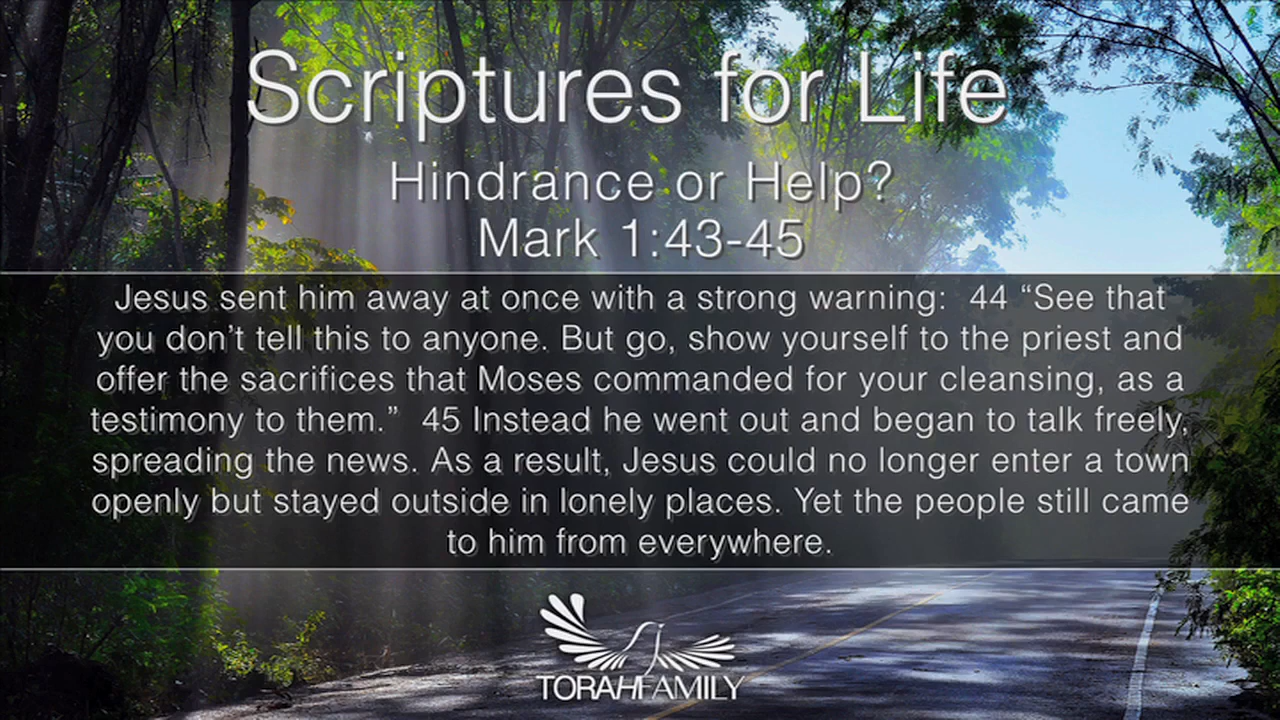 Scriptures for Life
Hindrance or Help?
Mark 1:43-45
Jesus sent him away at once with a strong warning:  44 “See that
you don’t tell this to anyone. But go, show yourself to the priest and
offer the sacrifices that Moses commanded for your cleansing, as a
testimony to them.”  45 Instead he went out and began to talk freely,
spreading the news. As a result, Jesus could no longer enter a town
openly but stayed outside in lonely places. Yet the people still came
to him from everywhere.
TORAHFAMILY